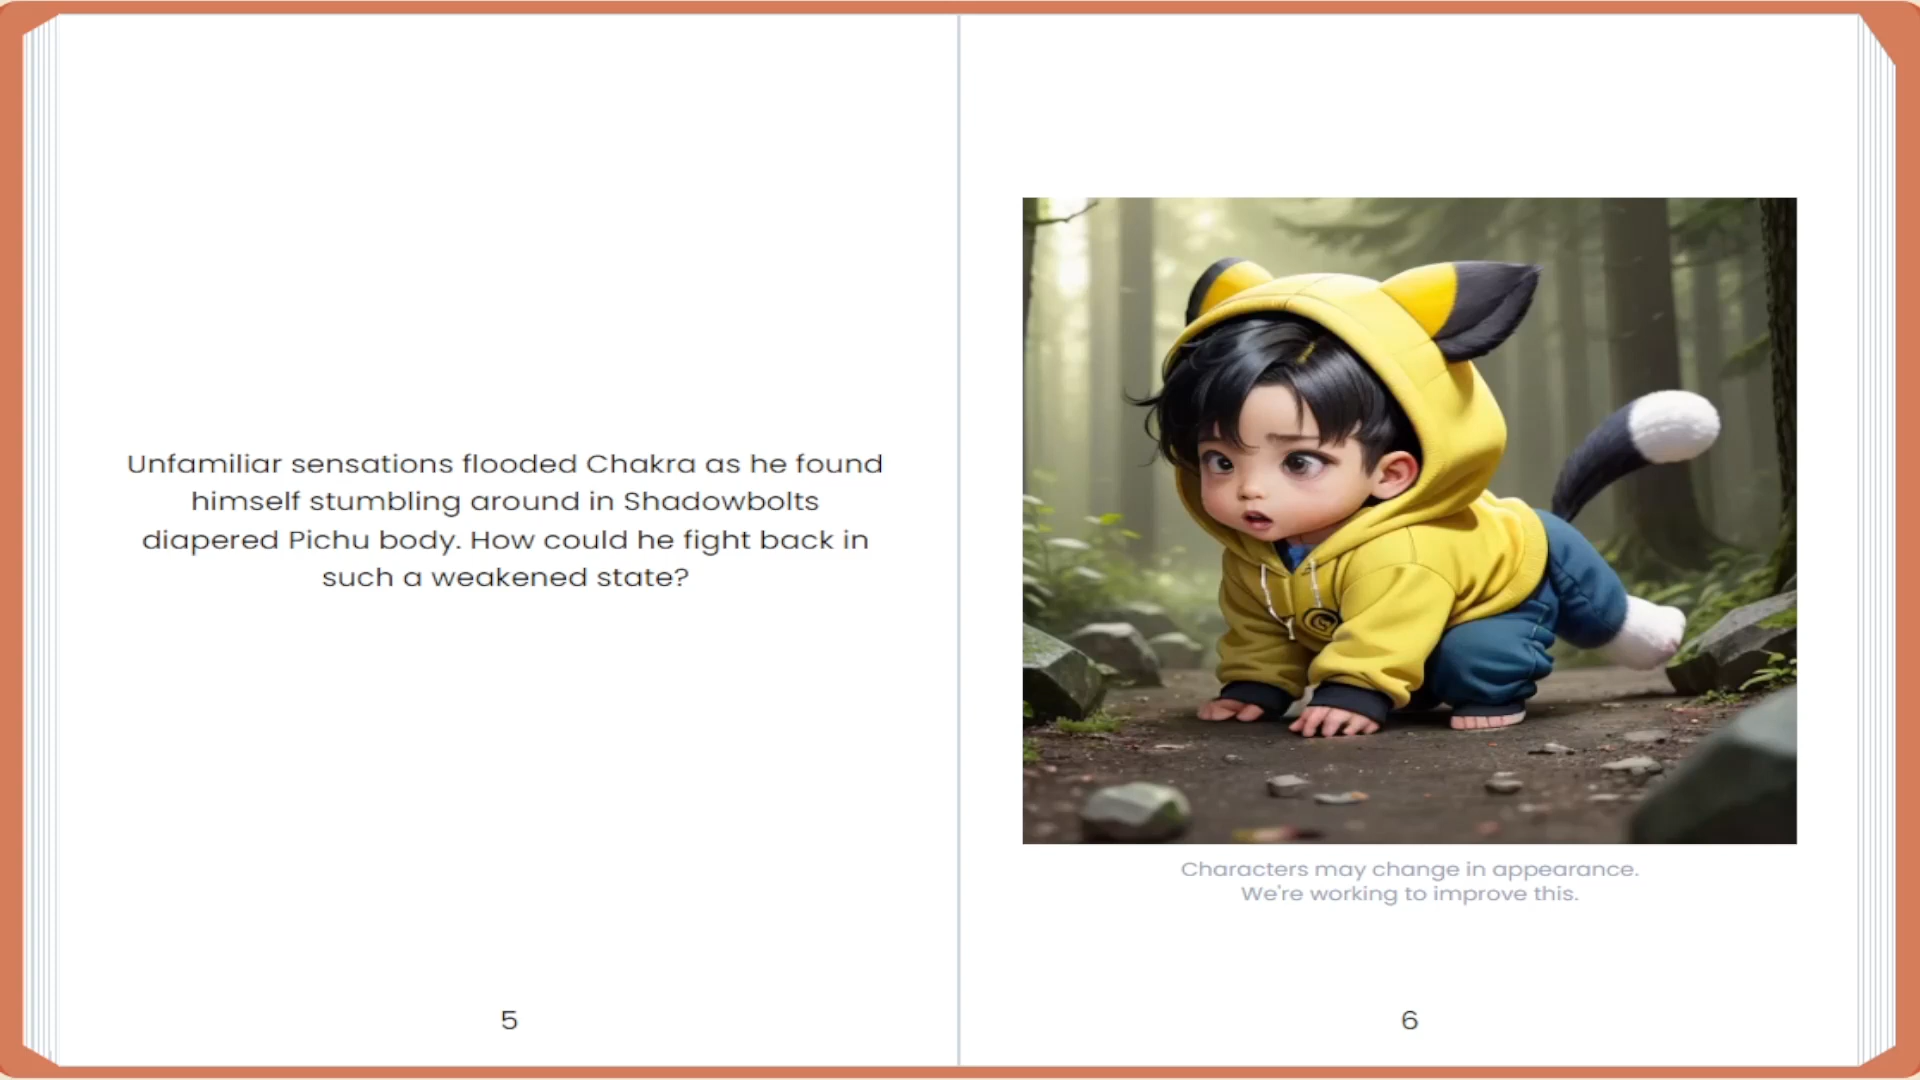 Unfamiliar sensations flooded Chakra as he found
himself stumbling around in Shadowbolts
diapered Pichu body. How could he fight back in
such a weakened state?
5
Characters may change in appearance.
We're working to improve this.
6